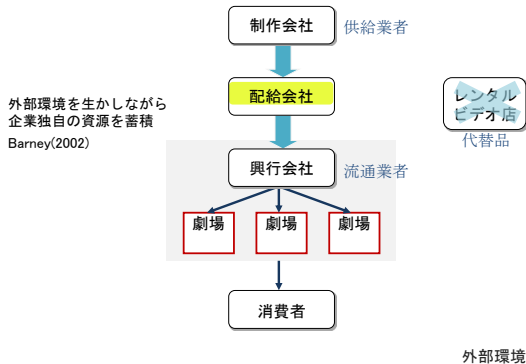 制作会社
供給業者
配給会社
外部環境を生かしながら
企業独自の資源を蓄積
Barney(2002)
レンタル
ビデオ店
代替品
興行会社
流通業者
劇場
劇場
劇場
消費者
外部環境